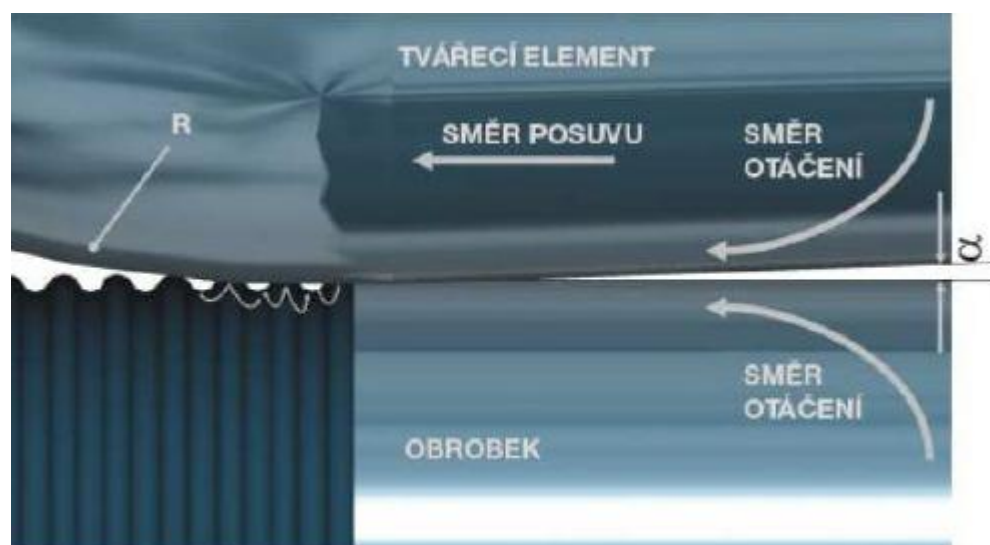 TVÁŘECÍ ELEMENT
R
SMĚR POSUVU
SMĚR
OTÁČENÍ
α
SMĚR
OTÁČENÍ
OBROBEK